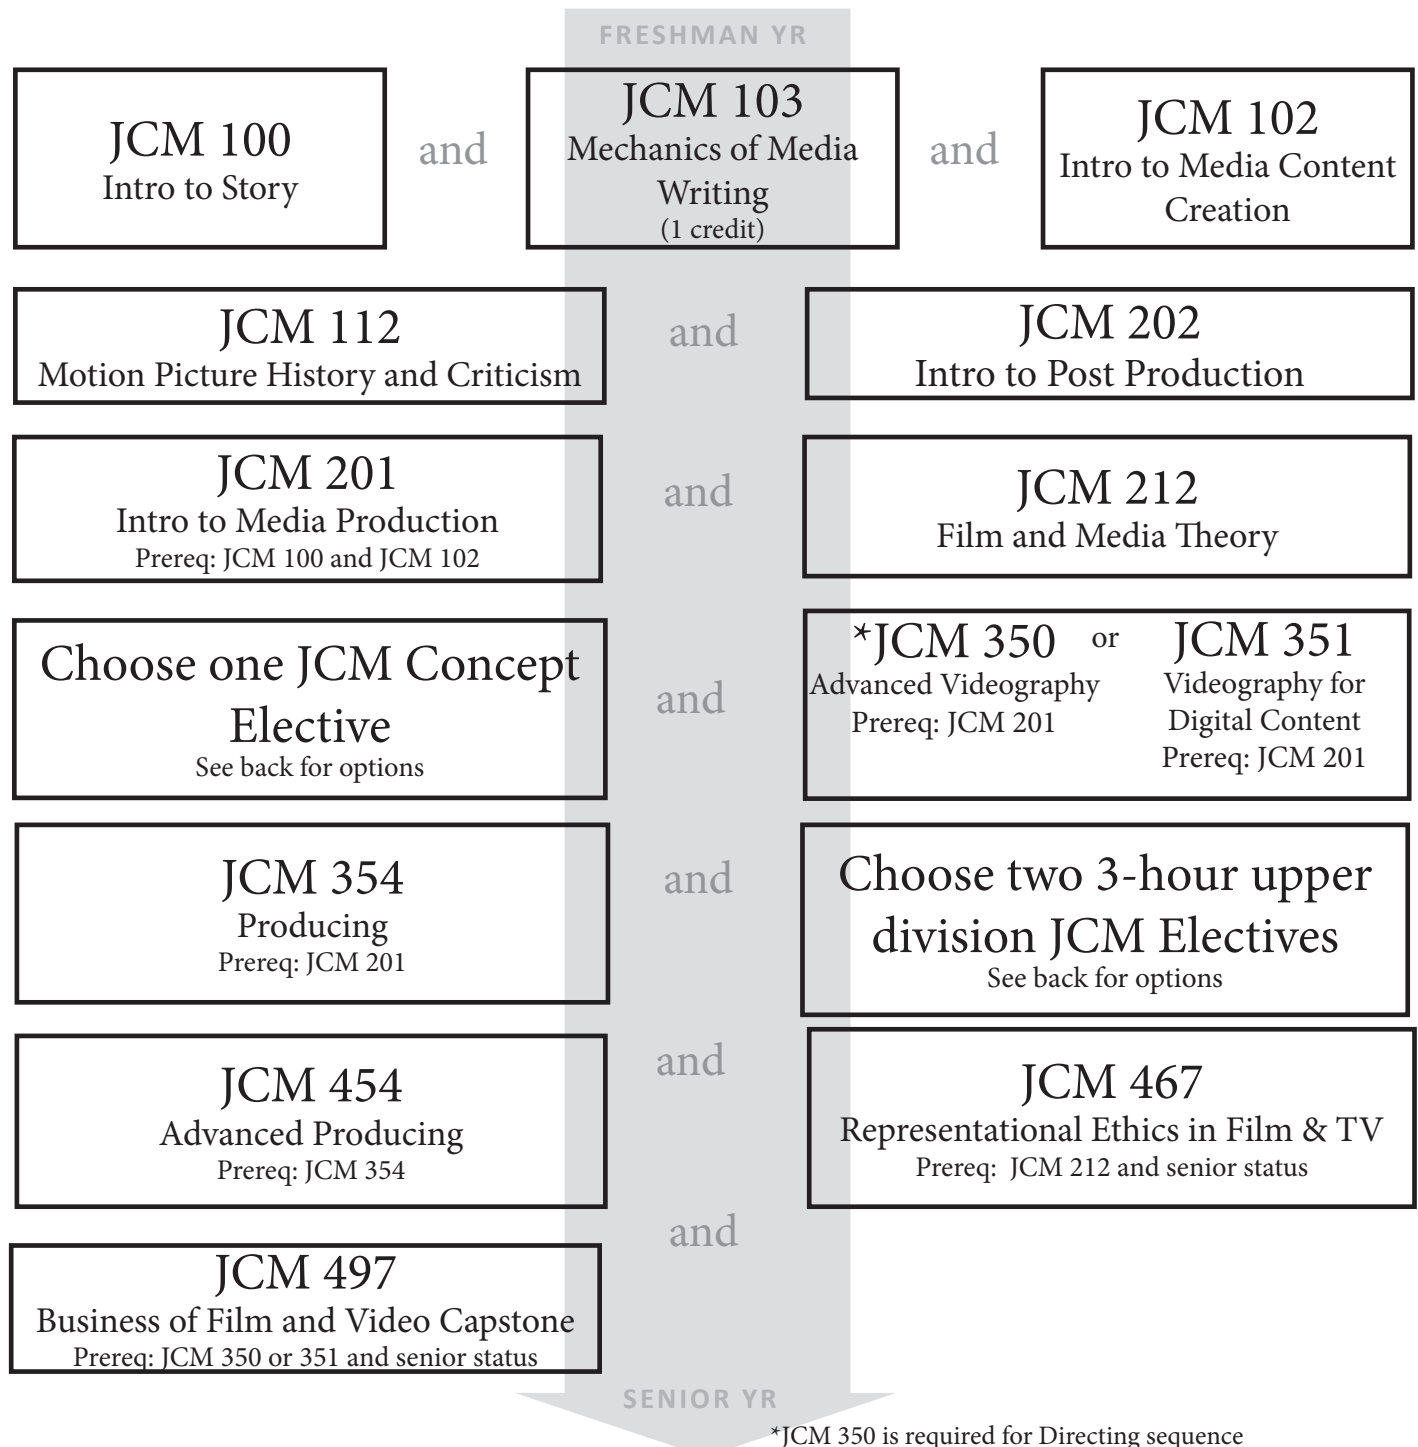 FRESHMAN YR
JCM 100
Intro to Story
and
JCM 103
Mechanics of Media
Writing
(1 credit)
and
JCM 102
Intro to Media Content
Creation
JCM 112
Motion Picture History and Criticism
and
JCM 202
Intro to Post Production
JCM 201
Intro to Media Production
Prereq: JCM 100 and JCM 102
and
JCM 212
Film and Media Theory
Choose one JCM Concept
Elective
See back for options
and
*JCM 350
Advanced Videography
Prereq: JCM 201
or
JCM 351
Videography for
Digital Content
Prereq: JCM 201
JCM 354
Producing
Prereq: JCM 201
and
Choose two 3-hour upper
division JCM Electives
See back for options
JCM 454
Advanced Producing
Prereq: JCM 354
and
JCM 467
Representational Ethics in Film & TV
Prereq: JCM 212 and senior status
and
JCM 497
Business of Film and Video Capstone
Prereq: JCM 350 or 351 and senior status
SENIOR YR
*JCM 350 is required for Directing sequence